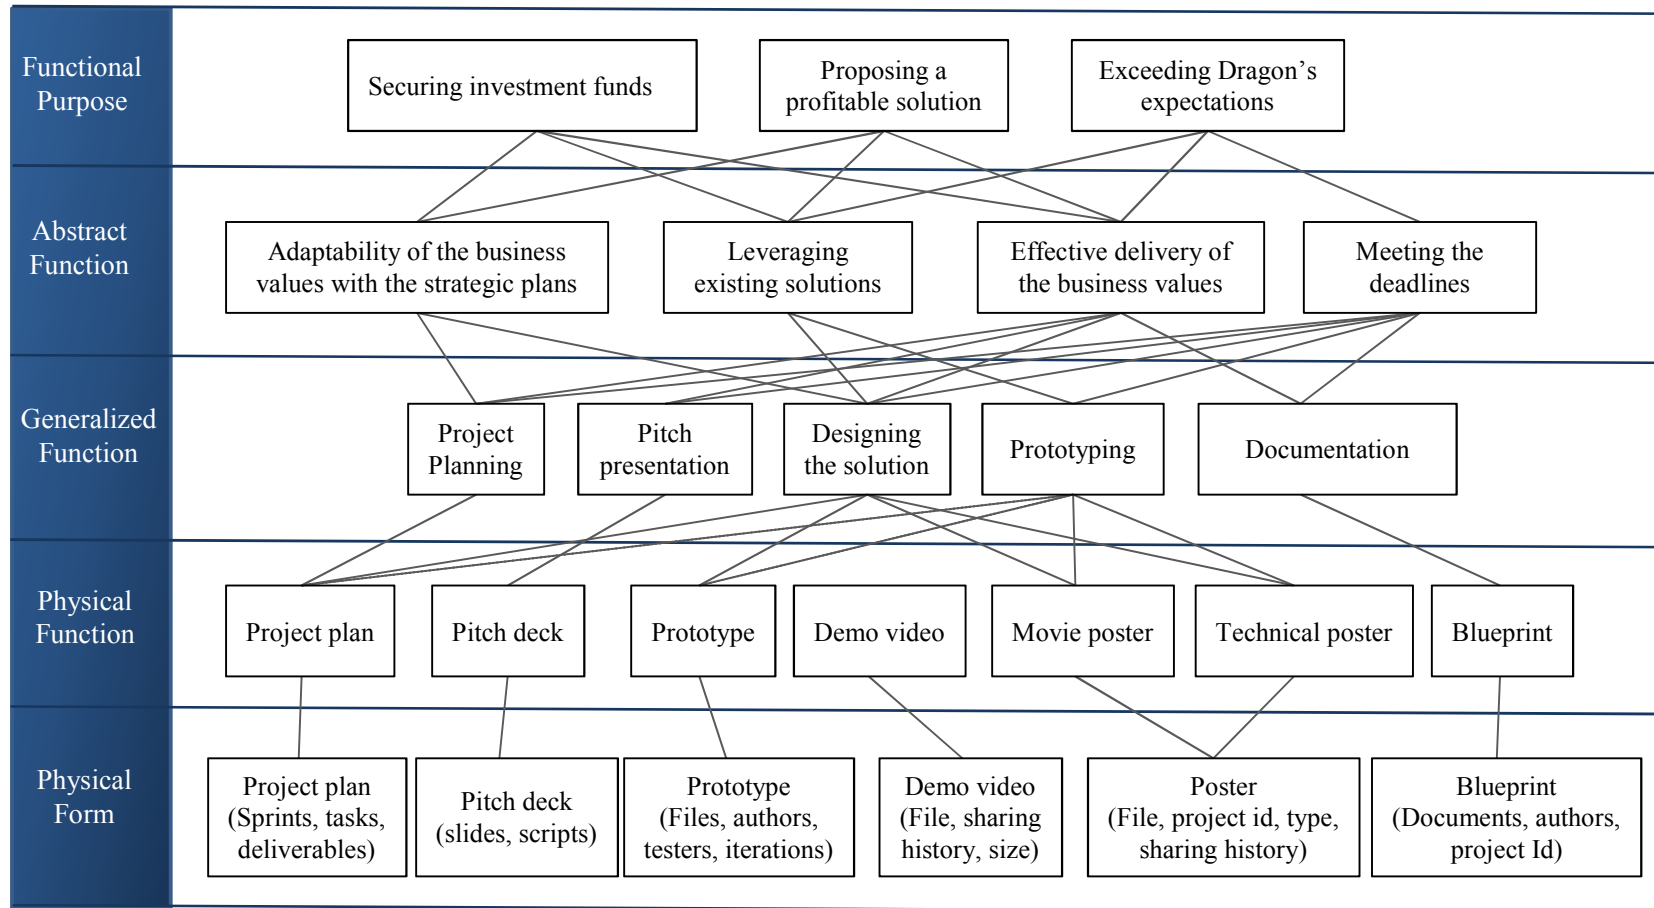 Functional
Purpose
Securing investment funds
Proposing a
profitable solution
Exceeding Dragon’s
expectations
Abstract
Function
Adaptability of the business
values with the strategic plans
Leveraging
existing solutions
Effective delivery of
the business values
Meeting the
deadlines
Generalized
Function
Project
Planning
Pitch
presentation
Designing
the solution
Prototyping
Documentation
Physical
Function
Project plan
Pitch deck
Prototype
Demo video
Movie poster
Technical poster
Blueprint
Physical
Form
Project plan
(Sprints, tasks,
deliverables)
Pitch deck
(slides, scripts)
Prototype
(Files, authors,
testers, iterations)
Demo video
(File, sharing
history, size)
Poster
(File, project id, type,
sharing history)
Blueprint
(Documents, authors,
project Id)